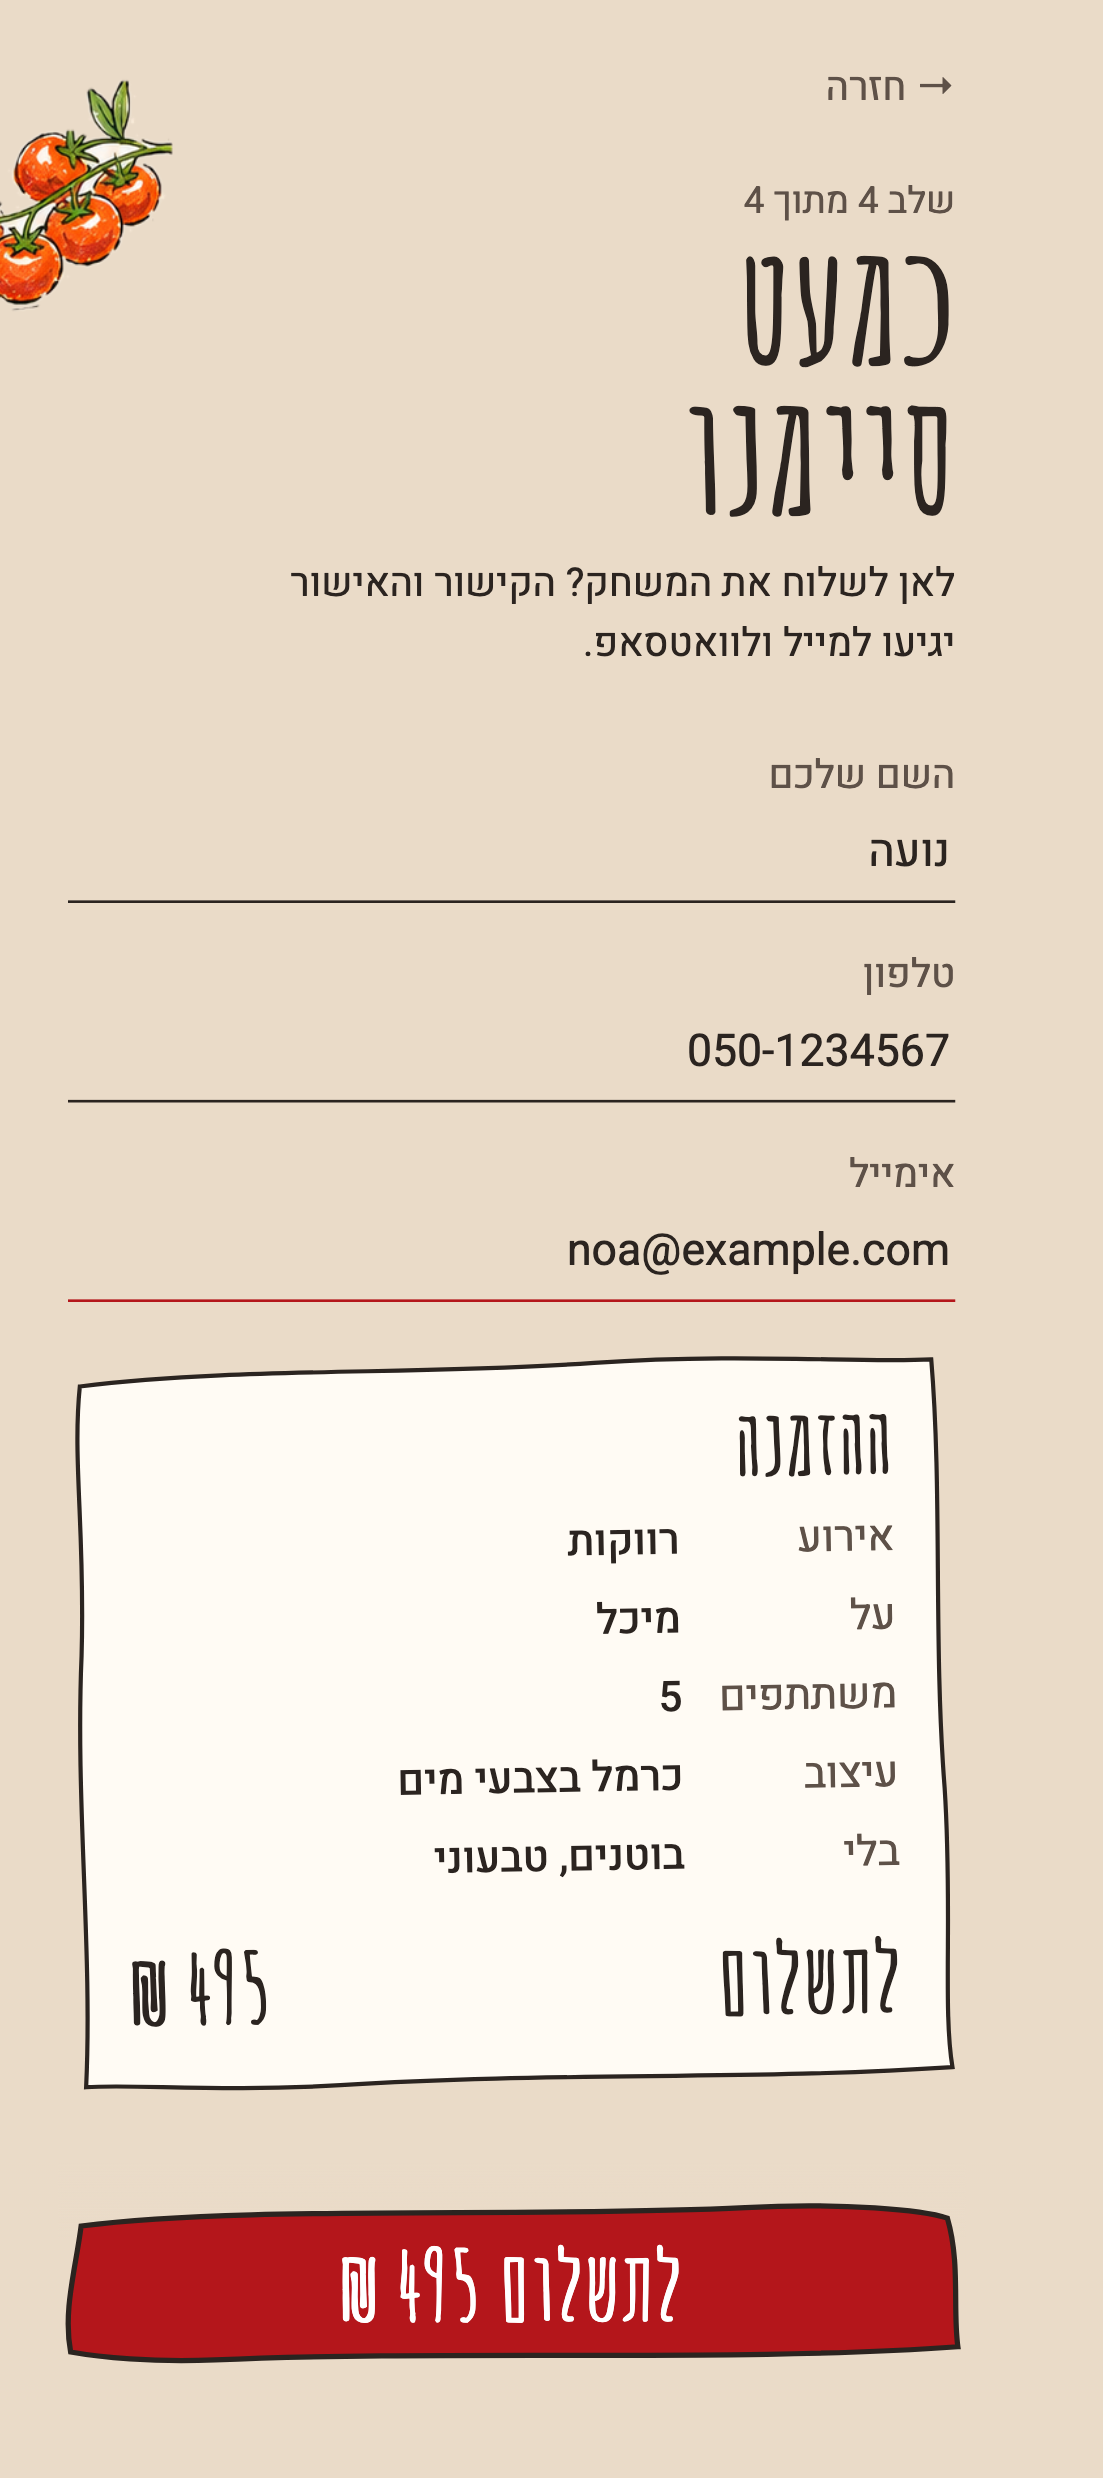 → חזרה
שלב 4 מתוך 4
כמעט
סיימנו
לאן לשלוח את המשחק? הקישור והאישור
יגיעו למייל ולוואטסאפ.
השם שלכם
נועה
טלפון
050-1234567
אימייל
noa@example.com
ההזמנה
אירוע רווקות
על מיכל
משתתפים 5
עיצוב כרמל בצבעי מים
בלי בוטנים, טבעוני
לתשלום 495 ₪
לתשלום 495 ₪